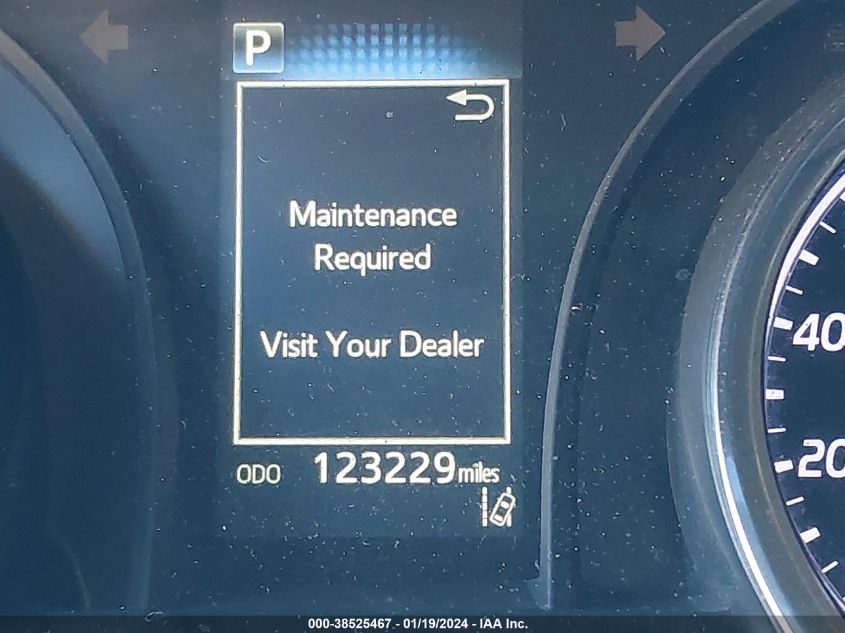 P
Maintenance
Required
Visit Your Dealer
ODO 123229 miles
40
20
000-38525467 - 01/19/2024 - IAA Inc.